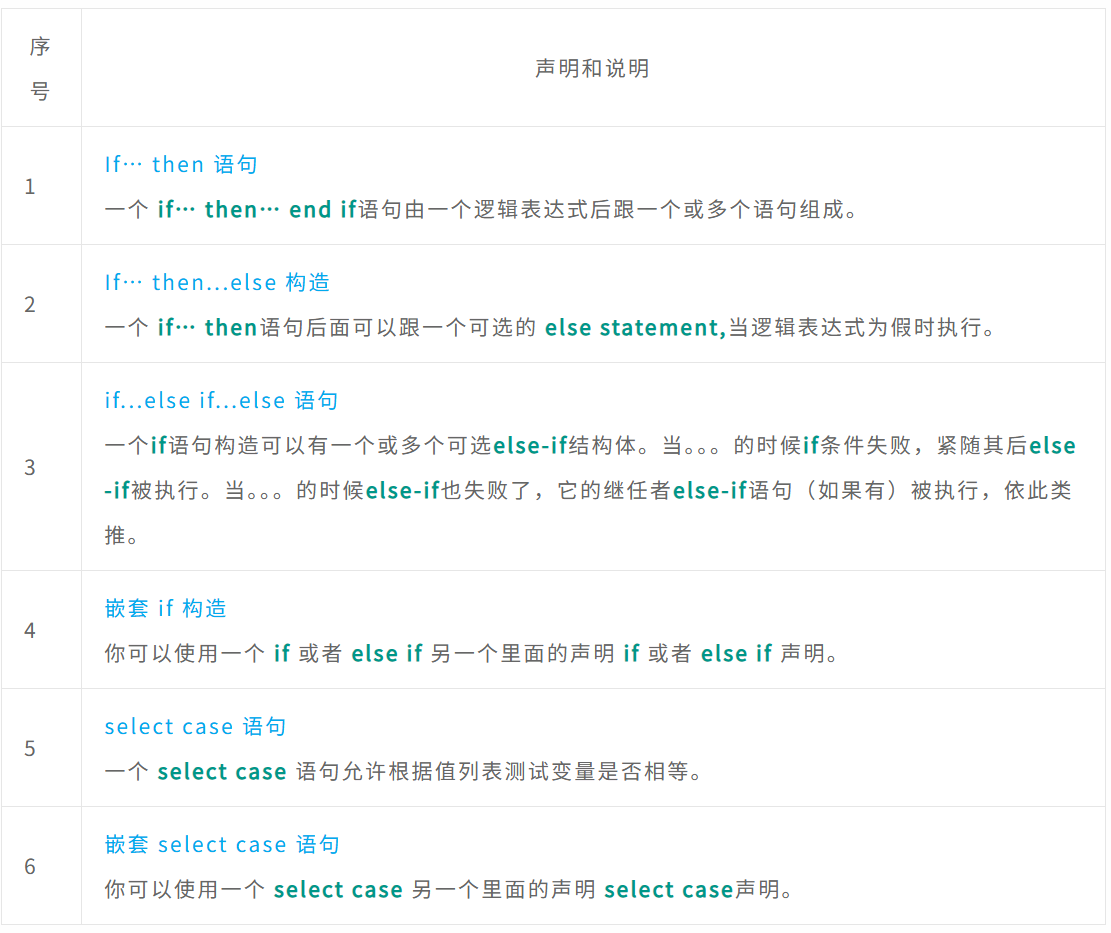 序
号
声明和说明
1
If… then 语句
一个 if… then… end if语句由一个逻辑表达式后跟一个或多个语句组成。
2
If… then...else 构造
一个 if… then语句后面可以跟一个可选的 else statement,当逻辑表达式为假时执行。
3
if...else if...else 语句
一个if语句构造可以有一个或多个可选else-if结构体。当。。。的时候if条件失败，紧随其后else
-if被执行。当。。。的时候else-if也失败了，它的继任者else-if语句（如果有）被执行，依此类
推。
4
嵌套 if 构造
你可以使用一个 if 或者 else if 另一个里面的声明 if 或者 else if 声明。
5
select case 语句
一个 select case 语句允许根据值列表测试变量是否相等。
6
嵌套 select case 语句
你可以使用一个 select case 另一个里面的声明 select case声明。